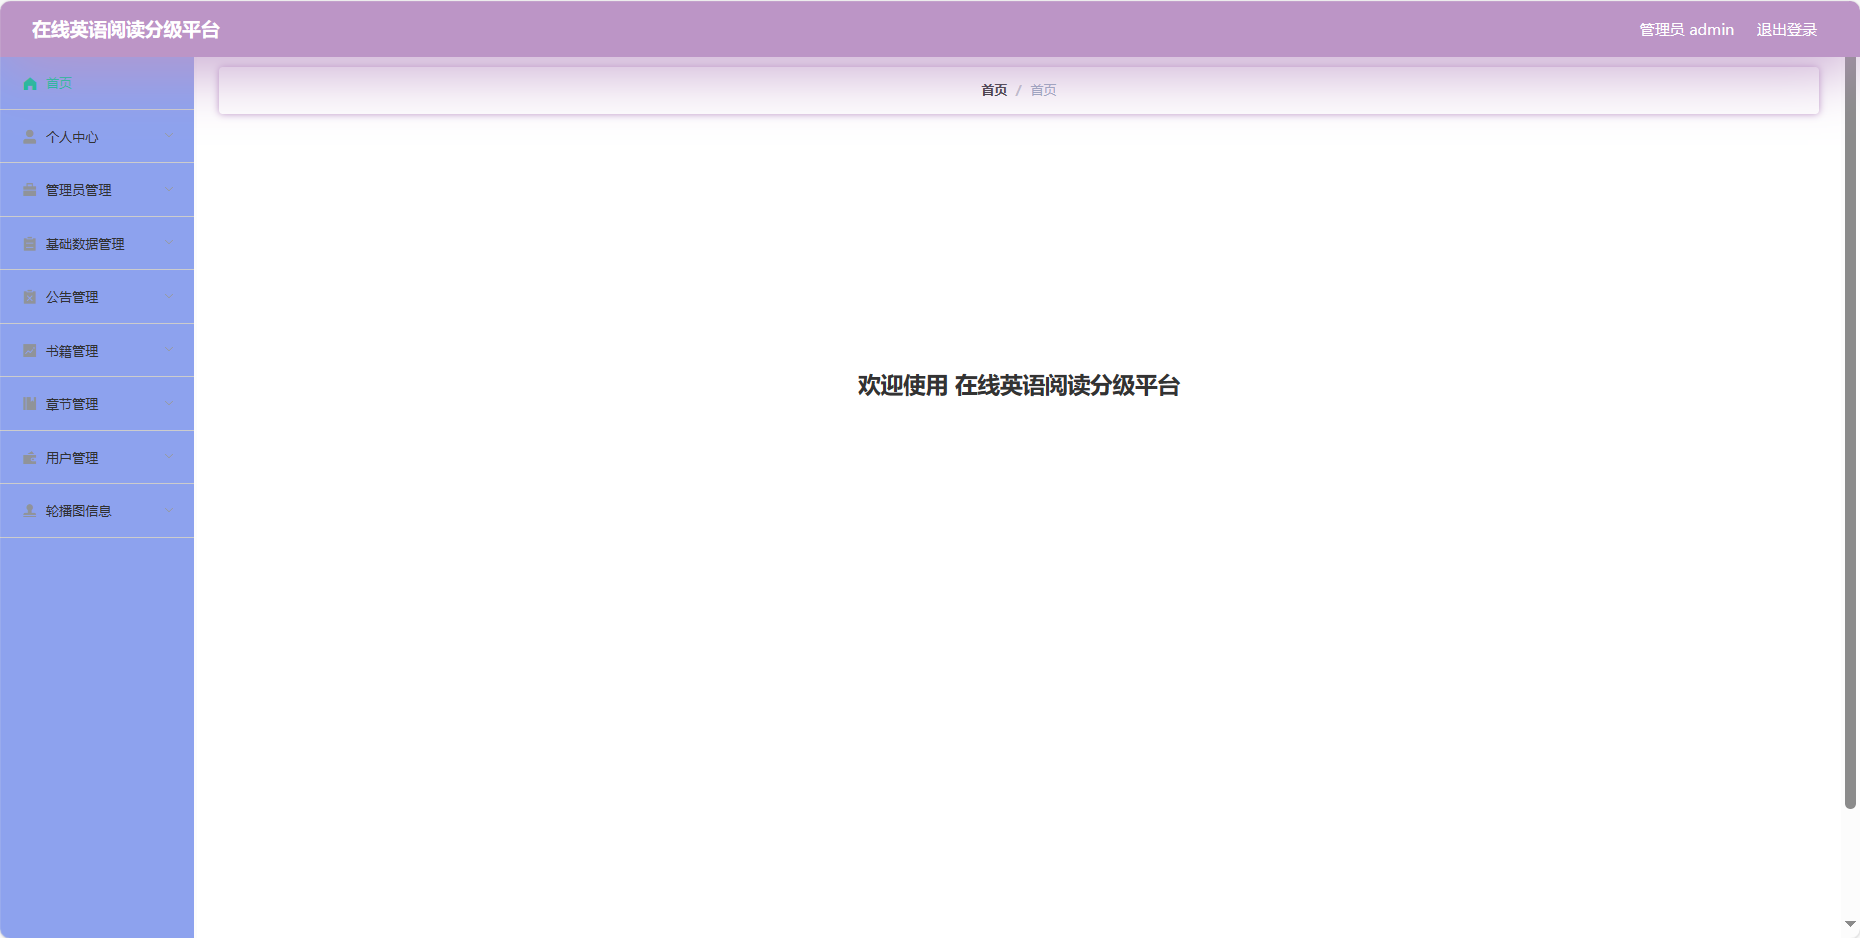 在线英语阅读分级平台
管理员 admin 退出登录
首页
个人中心
管理员管理
基础数据管理
公告管理
书籍管理
章节管理
用户管理
轮播图信息
首页 / 首页
欢迎使用 在线英语阅读分级平台